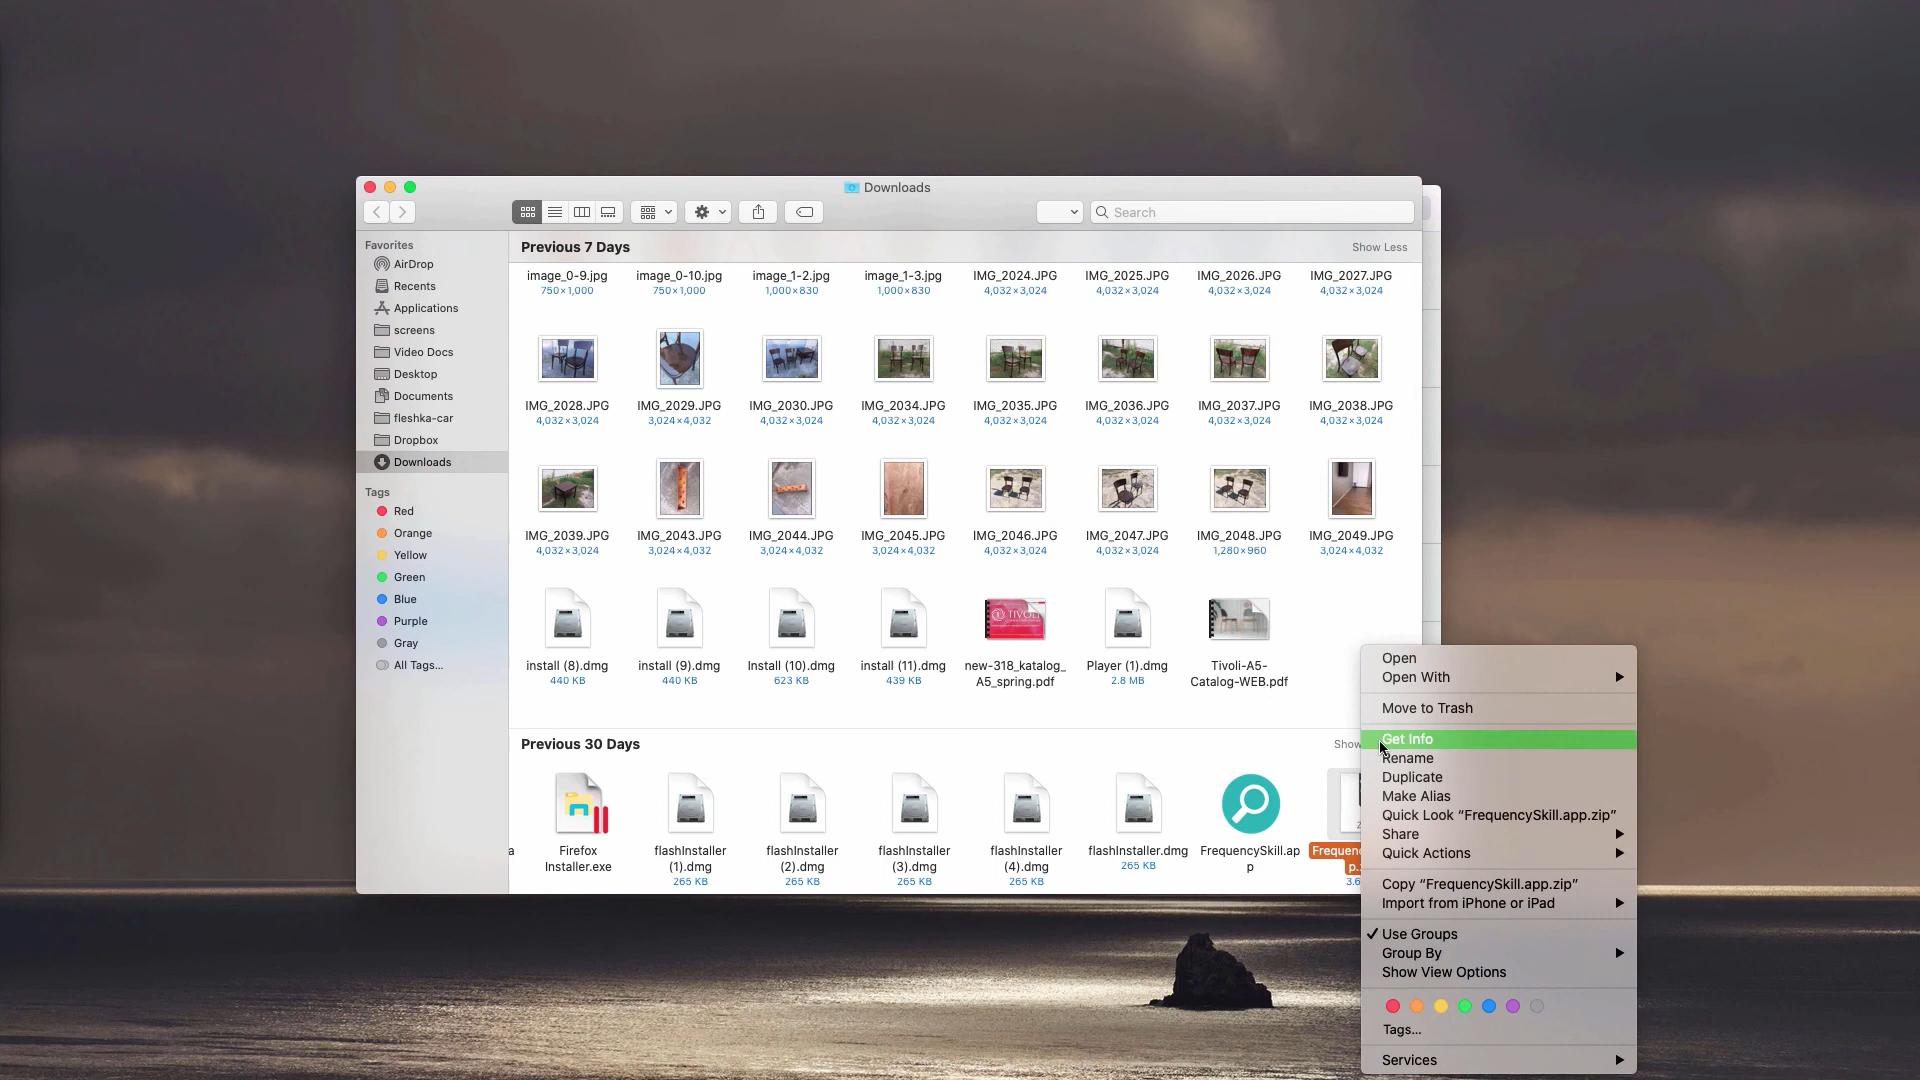 Downloads
Search
Favorites
AirDrop
Recents
Applications
screens
Video Docs
Desktop
Documents
fleshka-car
Dropbox
Downloads
Tags
Red
Orange
Yellow
Green
Blue
Purple
Gray
All Tags...
Previous 7 Days
Show Less
image_0-9.jpg
750×1,000
image_0-10.jpg
750×1,000
image_1-2.jpg
1,000×830
image_1-3.jpg
1,000×830
IMG_2024.JPG
4,032×3,024
IMG_2025.JPG
4,032×3,024
IMG_2026.JPG
4,032×3,024
IMG_2027.JPG
4,032×3,024
IMG_2028.JPG
4,032×3,024
IMG_2029.JPG
3,024×4,032
IMG_2030.JPG
4,032×3,024
IMG_2034.JPG
4,032×3,024
IMG_2035.JPG
4,032×3,024
IMG_2036.JPG
4,032×3,024
IMG_2037.JPG
4,032×3,024
IMG_2038.JPG
4,032×3,024
IMG_2039.JPG
4,032×3,024
IMG_2043.JPG
3,024×4,032
IMG_2044.JPG
3,024×4,032
IMG_2045.JPG
3,024×4,032
IMG_2046.JPG
4,032×3,024
IMG_2047.JPG
4,032×3,024
IMG_2048.JPG
1,280×960
IMG_2049.JPG
3,024×4,032
install (8).dmg
440 KB
install (9).dmg
440 KB
Install (10).dmg
623 KB
install (11).dmg
439 KB
TIVOLI
new-318_katalog_
A5_spring.pdf
Player (1).dmg
2.8 MB
Tivoli-A5-
Catalog-WEB.pdf
Previous 30 Days
Show
a
Firefox
Installer.exe
flashInstaller
(1).dmg
265 KB
flashInstaller
(2).dmg
265 KB
flashInstaller
(3).dmg
265 KB
flashInstaller
(4).dmg
265 KB
flashInstaller.dmg
265 KB
FrequencySkill.ap
p
Open
Open With
Move to Trash
Get Info
Rename
Duplicate
Make Alias
Quick Look “FrequencySkill.app.zip”
Share
Quick Actions
Copy “FrequencySkill.app.zip”
Import from iPhone or iPad
Use Groups
Group By
Show View Options
Tags...
Services